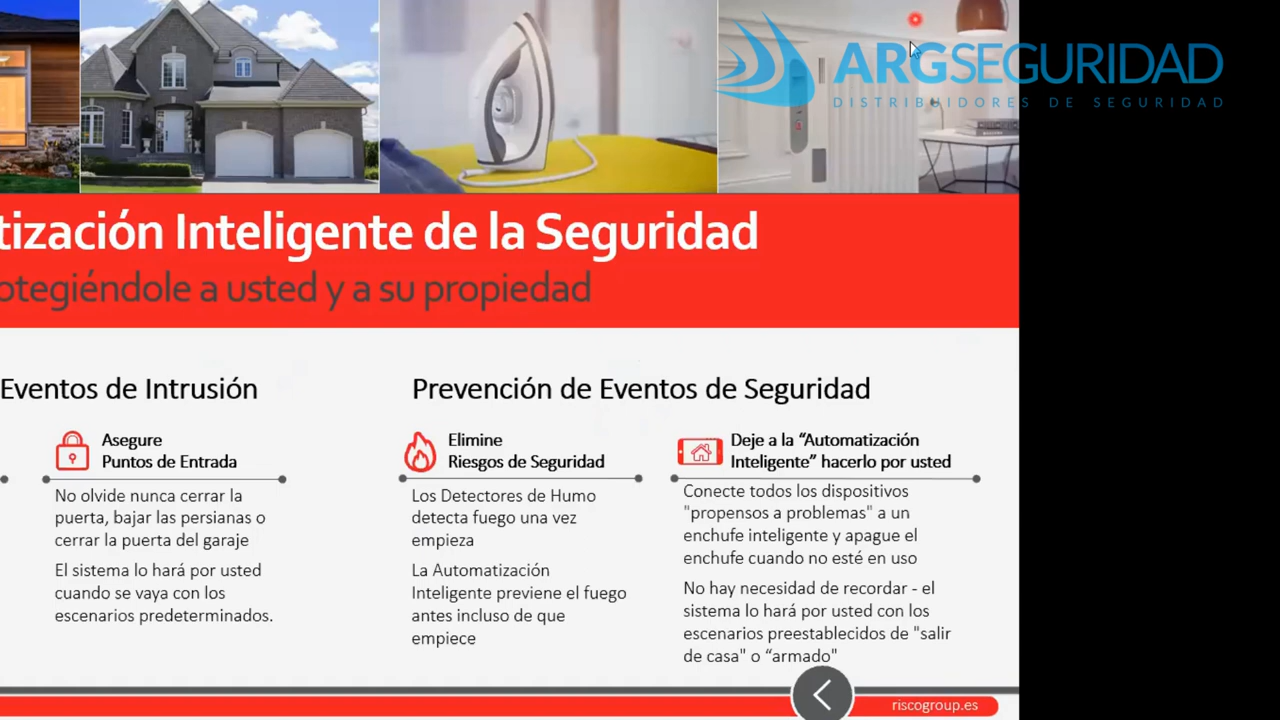 ARGSEGURIDAD
DISTRIBUIDORES DE SEGURIDAD
tización Inteligente de la Seguridad
otegiéndole a usted y a su propiedad
Eventos de Intrusión
Asegure
Puntos de Entrada
No olvide nunca cerrar la
puerta, bajar las persianas o
cerrar la puerta del garaje
El sistema lo hará por usted
cuando se vaya con los
escenarios predeterminados.
Prevención de Eventos de Seguridad
Elimine
Riesgos de Seguridad
Los Detectores de Humo
detecta fuego una vez
empieza
La Automatización
Inteligente previene el fuego
antes incluso de que
empiece
Deje a la “Automatización
Inteligente” hacerlo por usted
Conecte todos los dispositivos
"propensos a problemas" a un
enchufe inteligente y apague el
enchufe cuando no esté en uso
No hay necesidad de recordar - el
sistema lo hará por usted con los
escenarios preestablecidos de "salir
de casa" o “armado"
riscogroup.es